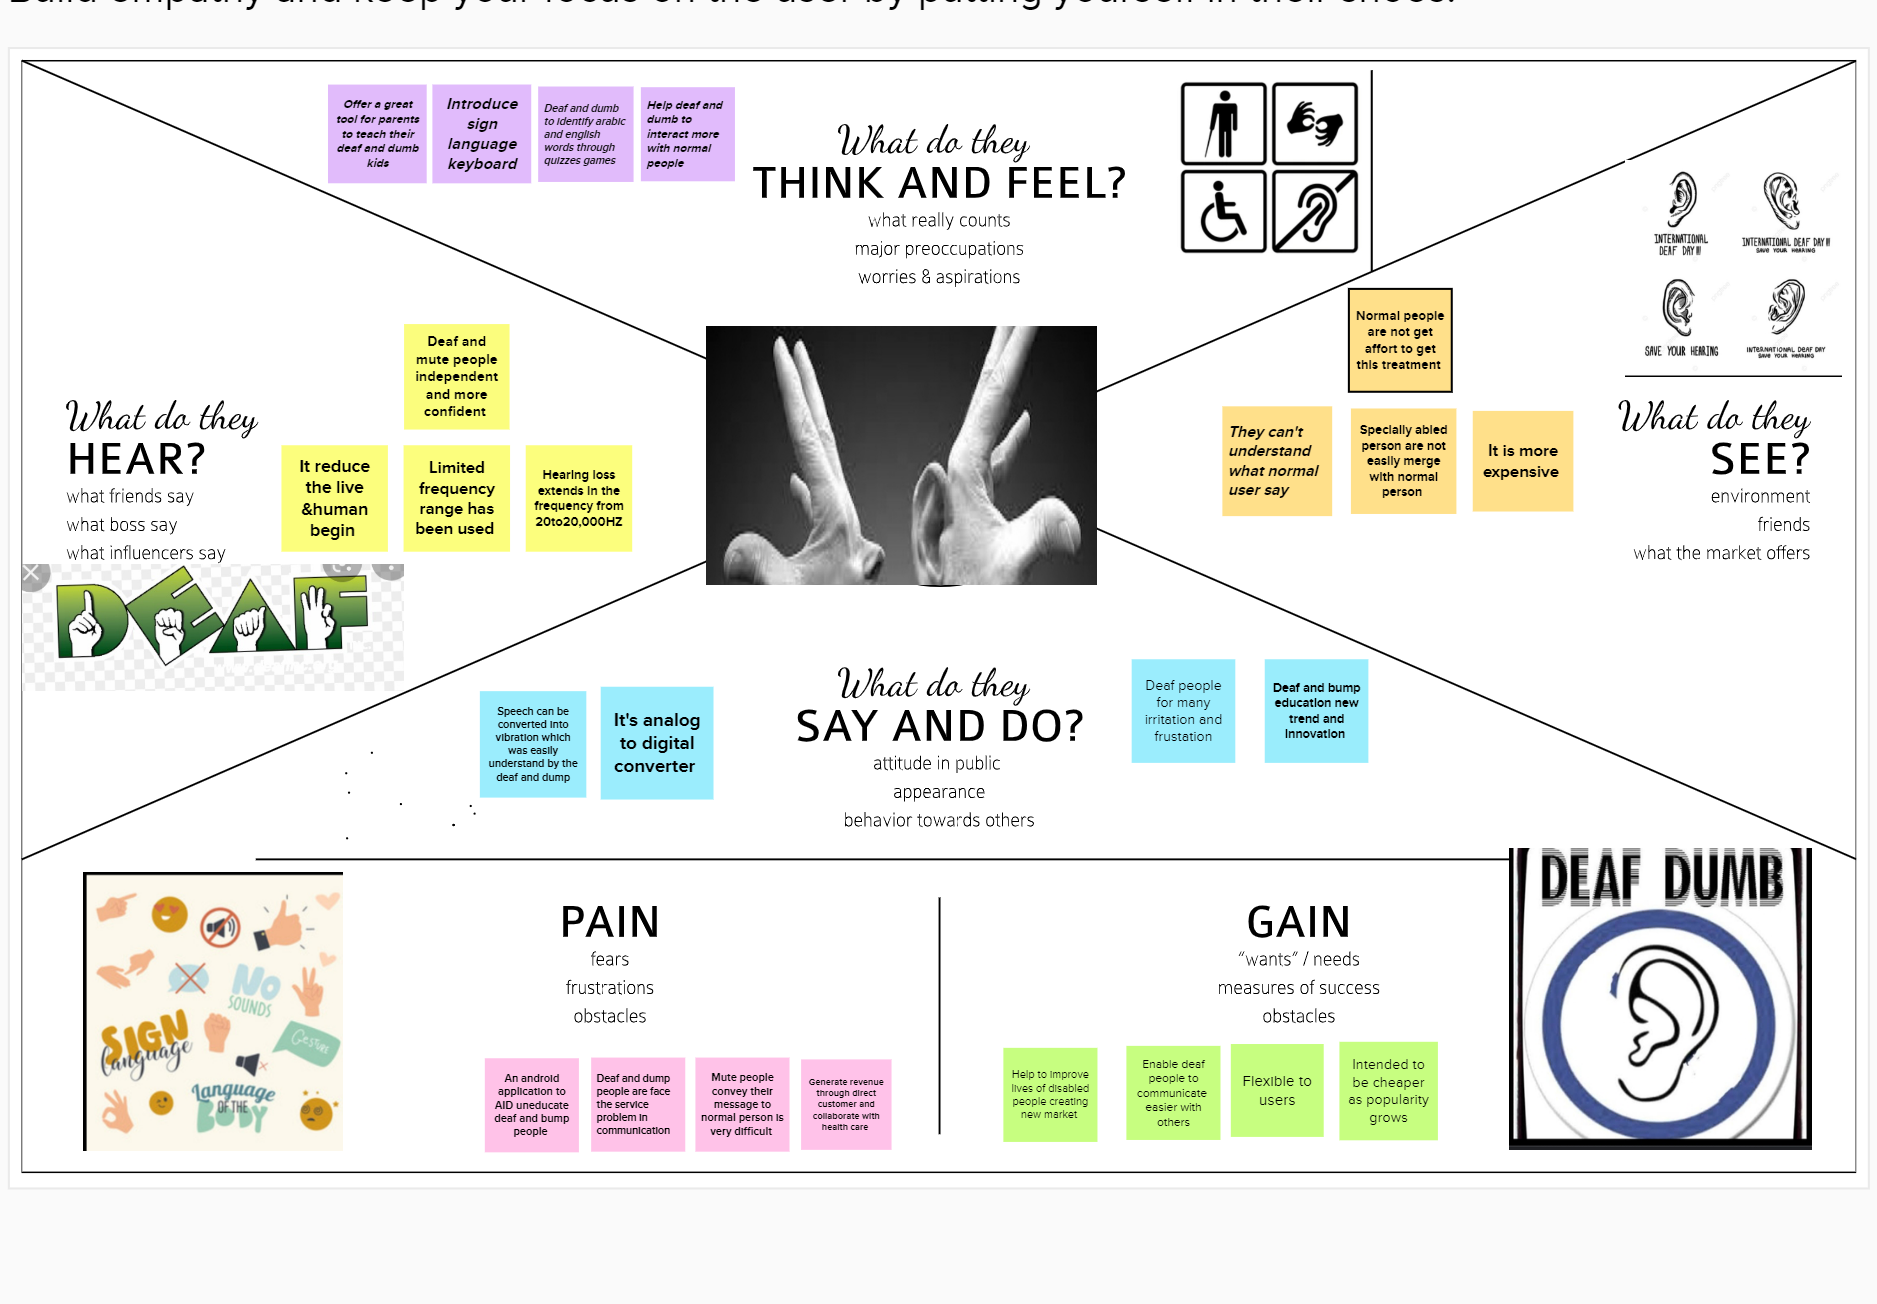 Build empathy and keep your focus on the user by putting yourself in their shoes.
Offer a great
tool for parents
to teach their
deaf and dumb
kids
Introduce
sign
language
keyboard
Deaf and dumb
to identify arabic
and english
words through
quizzes games
Help deaf and
dumb to
interact more
with normal
people
What do they
THINK AND FEEL?
what really counts
major preoccupations
worries & aspirations
INTERNATIONAL
DEAF DAY!!!
INTERNATIONAL DEAF DAY!!!
SAVE YOUR HEARING
SAVE YOUR HEARING
INTERNATIONAL DEAF DAY
SAVE YOUR HEARING
What do they
HEAR?
what friends say
what boss say
what influencers say
Deaf and
mute people
independent
and more
confident
It reduce
the live
&human
begin
Limited
frequency
range has
been used
Hearing loss
extends in the
frequency from
20to20,000HZ
DEAF
Normal people
are not get
affort to get
this treatment
They can't
understand
what normal
user say
Specially abled
person are not
easily merge
with normal
person
It is more
expensive
What do they
SEE?
environment
friends
what the market offers
Speech can be
converted into
vibration which
was easily
understand by the
deaf and dump
It's analog
to digital
converter
What do they
SAY AND DO?
attitude in public
appearance
behavior towards others
Deaf people
for many
irritation and
frustation
Deaf and bump
education new
trend and
innovation
NO
SOUNDS
SIGN
language
Gesture
Language
OF THE
BODY
PAIN
fears
frustrations
obstacles
An android
application to
AID uneducate
deaf and bump
people
Deaf and dump
people are face
the service
problem in
communication
Mute people
convey their
message to
normal person is
very difficult
Generate revenue
through direct
customer and
collaborate with
health care
GAIN
"wants" / needs
measures of success
obstacles
Help to improve
lives of disabled
people creating
new market
Enable deaf
people to
communicate
easier with
others
Flexible to
users
Intended to
be cheaper
as popularity
grows
DEAF DUMB